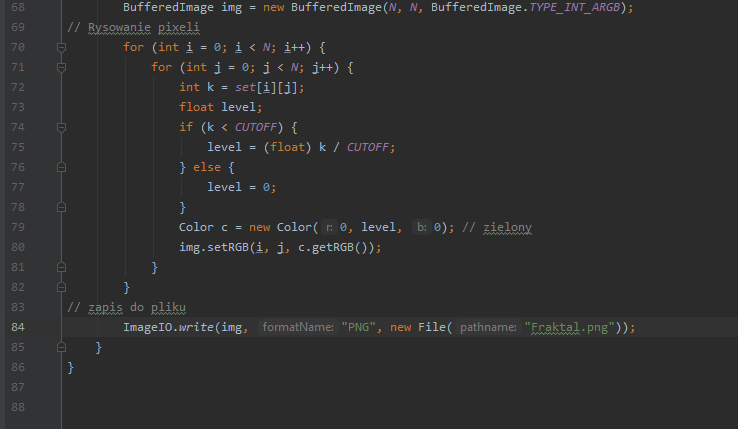 68 BufferedImage img = new BufferedImage(N, N, BufferedImage.TYPE_INT_ARGB);
69 // Rysowanie pixeli
70 for (int i = 0; i < N; i++) {
71 for (int j = 0; j < N; j++) {
72 int k = set[i][j];
73 float level;
74 if (k < CUTOFF) {
75 level = (float) k / CUTOFF;
76 } else {
77 level = 0;
78 }
79 Color c = new Color( r: 0, level, b: 0); // zielony
80 img.setRGB(i, j, c.getRGB());
81 }
82 }
83 // zapis do pliku
84 ImageIO.write(img, formatName: "PNG", new File( pathname: "Fraktal.png"));
85 }
86 }
87
88